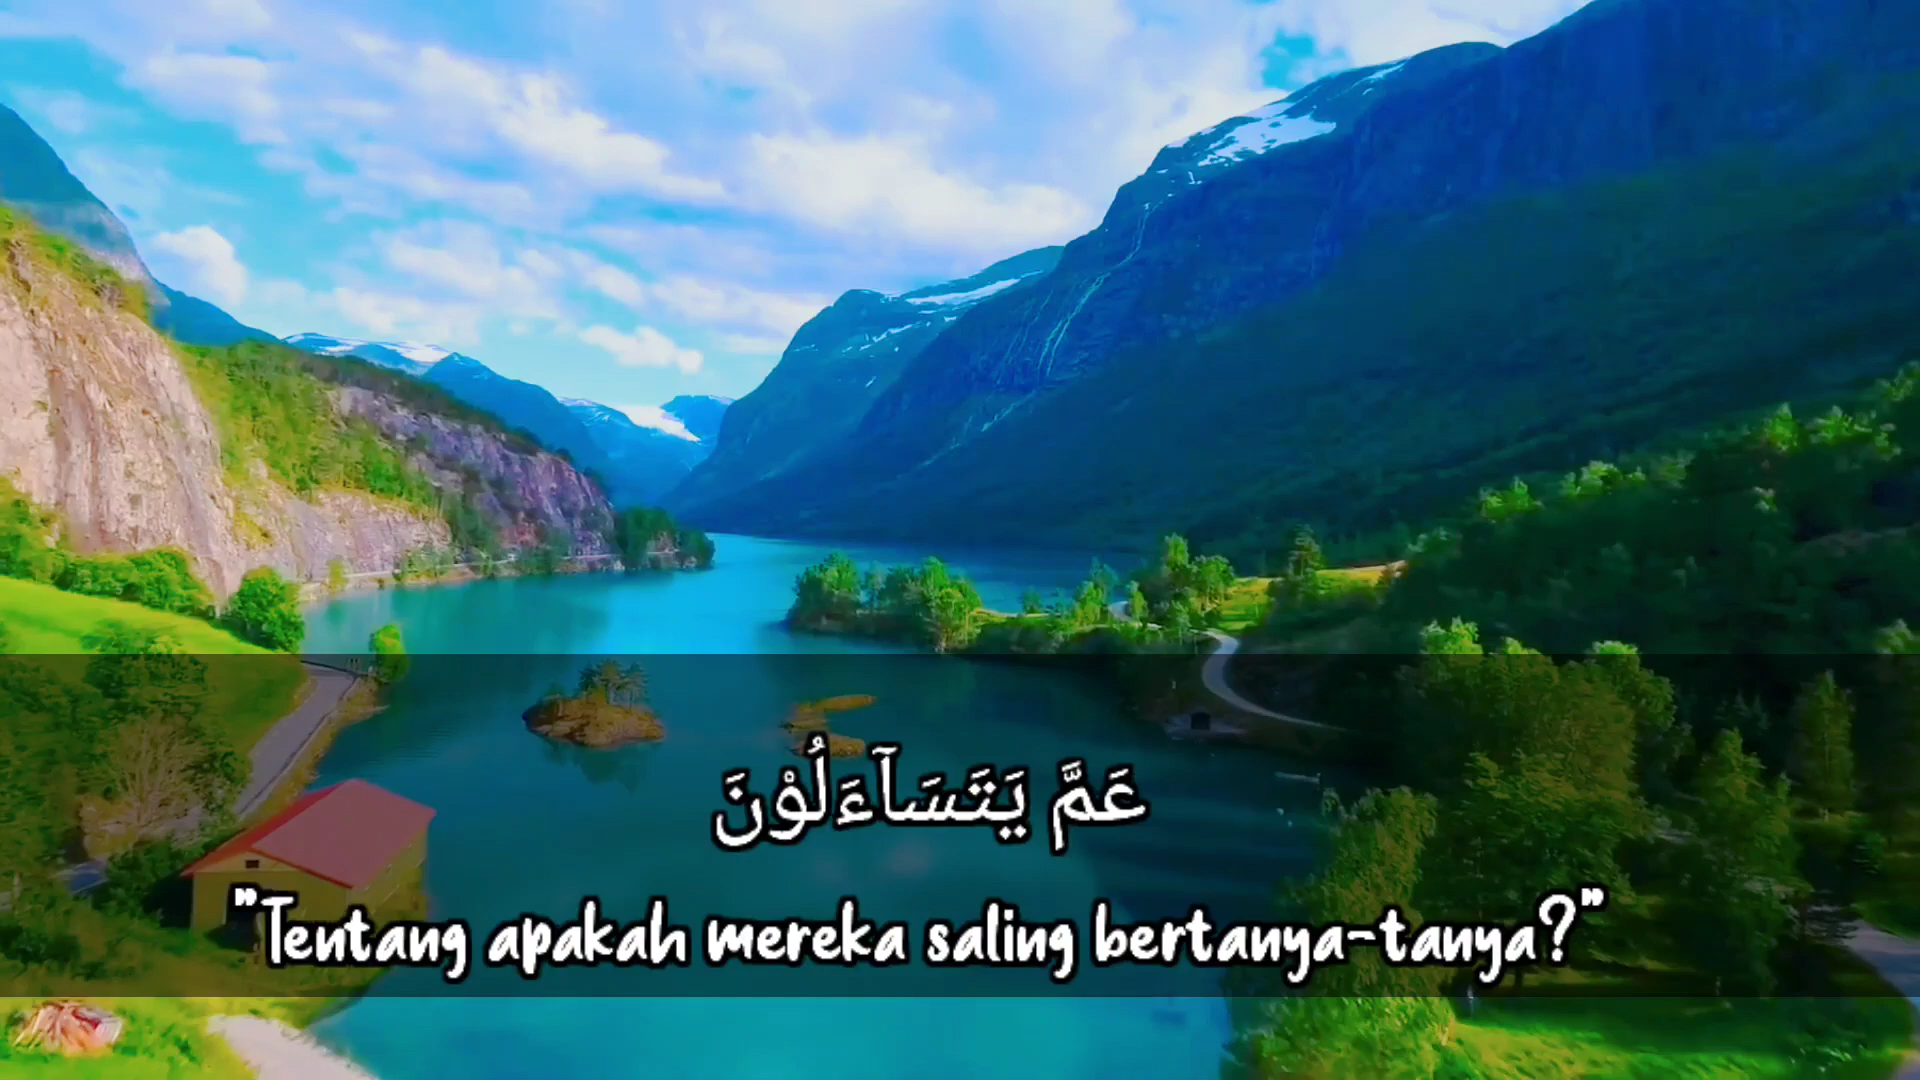 عَمَّ يَتَسَآءَلُوْنَ
"Tentang apakah mereka saling bertanya-tanya?"